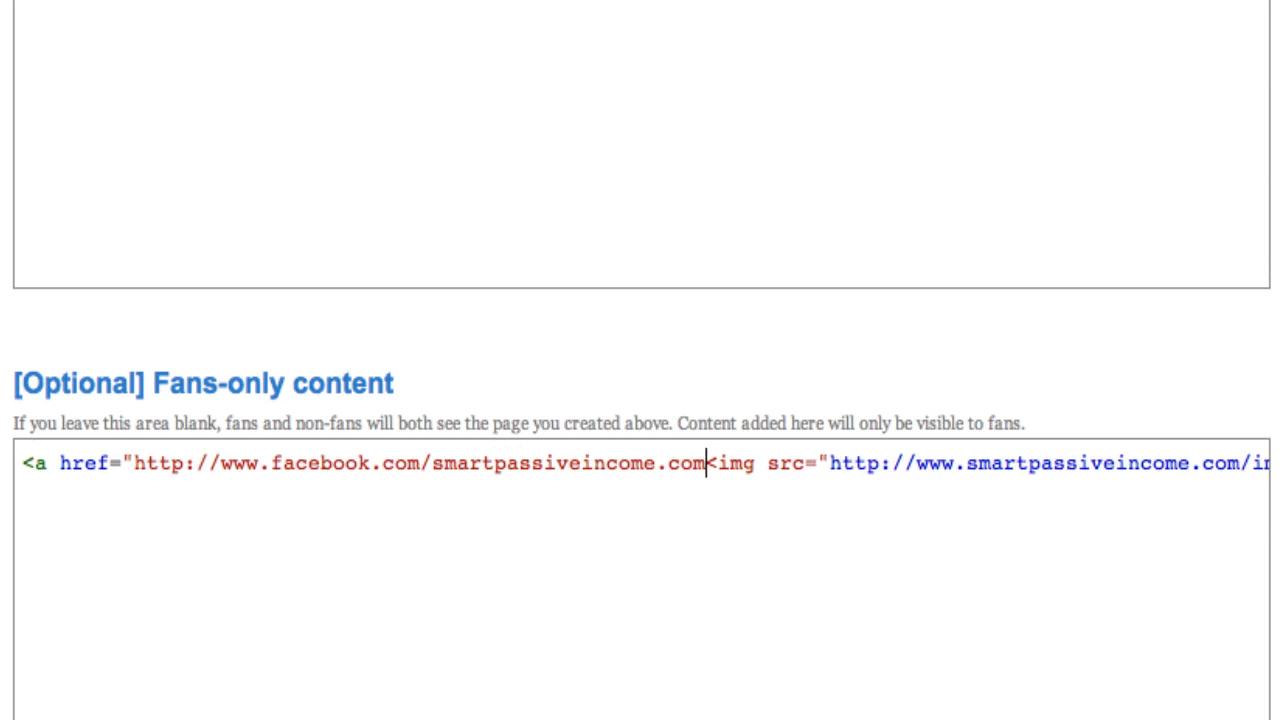 [Optional] Fans-only content
If you leave this area blank, fans and non-fans will both see the page you created above. Content added here will only be visible to fans.
<a href="http://www.facebook.com/smartpassiveincome.com<img src="http://www.smartpassiveincome.com/i